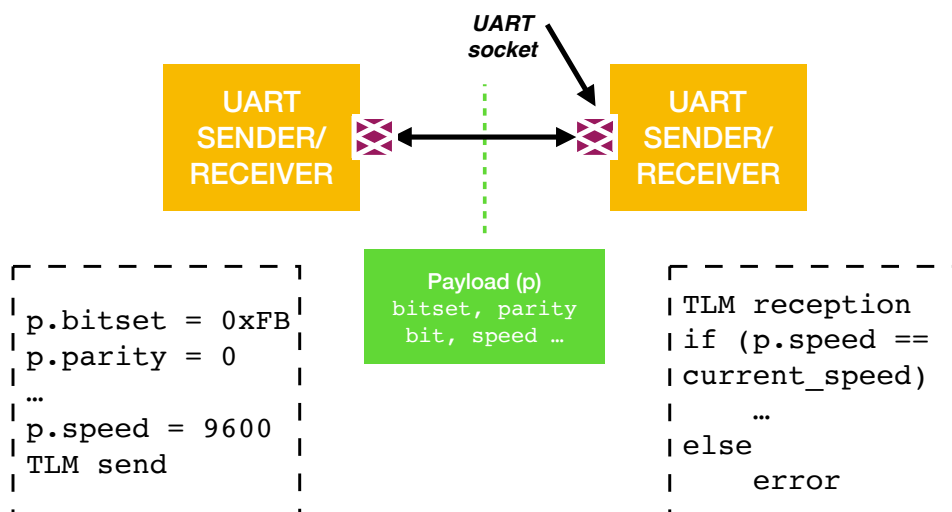 UART
socket
UART
SENDER/
RECEIVER
UART
SENDER/
RECEIVER
Payload (p)
bitset, parity
bit, speed …
p.bitset = 0xFB
p.parity = 0
…
p.speed = 9600
TLM send
TLM reception
if (p.speed ==
current_speed)
…
else
error